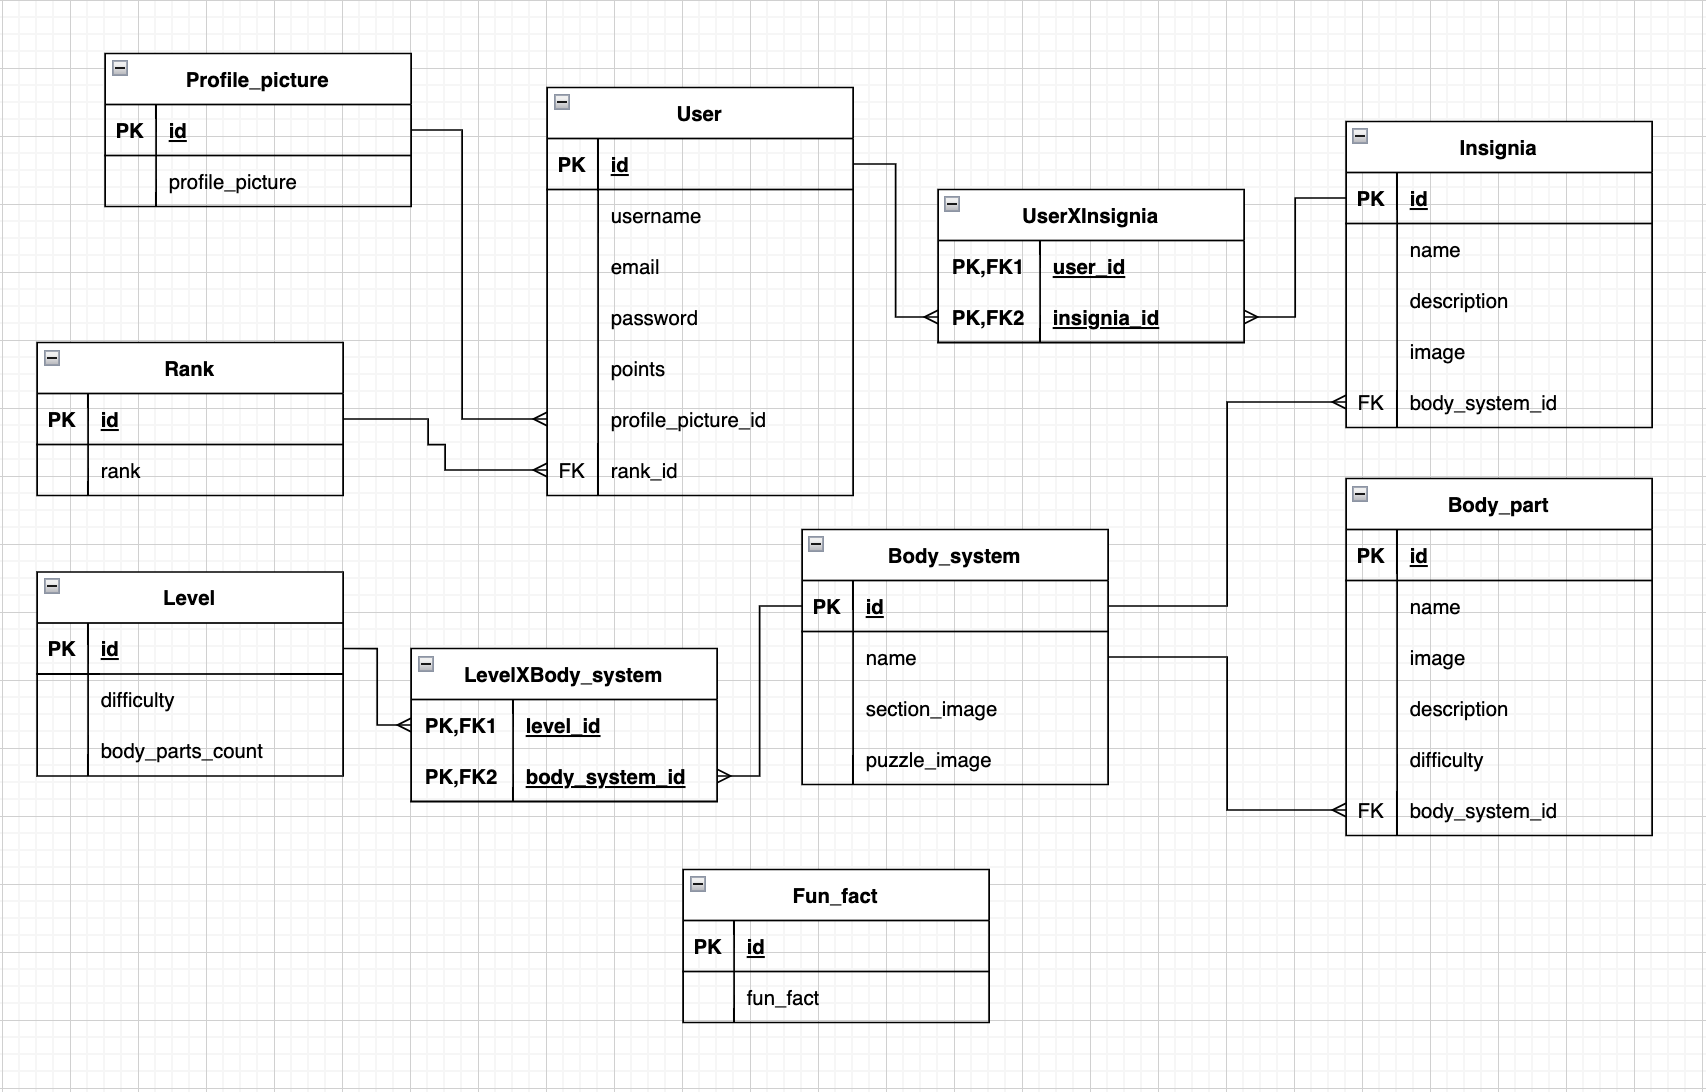 Profile_picture
PK id
profile_picture
User
PK id
username
email
password
points
profile_picture_id
FK rank_id
UserXInsignia
PK,FK1 user_id
PK,FK2 insignia_id
Insignia
PK id
name
description
image
FK body_system_id
Rank
PK id
rank
Body_part
PK id
name
image
description
difficulty
FK body_system_id
Body_system
PK id
name
section_image
puzzle_image
Level
PK id
difficulty
body_parts_count
LevelXBody_system
PK,FK1 level_id
PK,FK2 body_system_id
Fun_fact
PK id
fun_fact